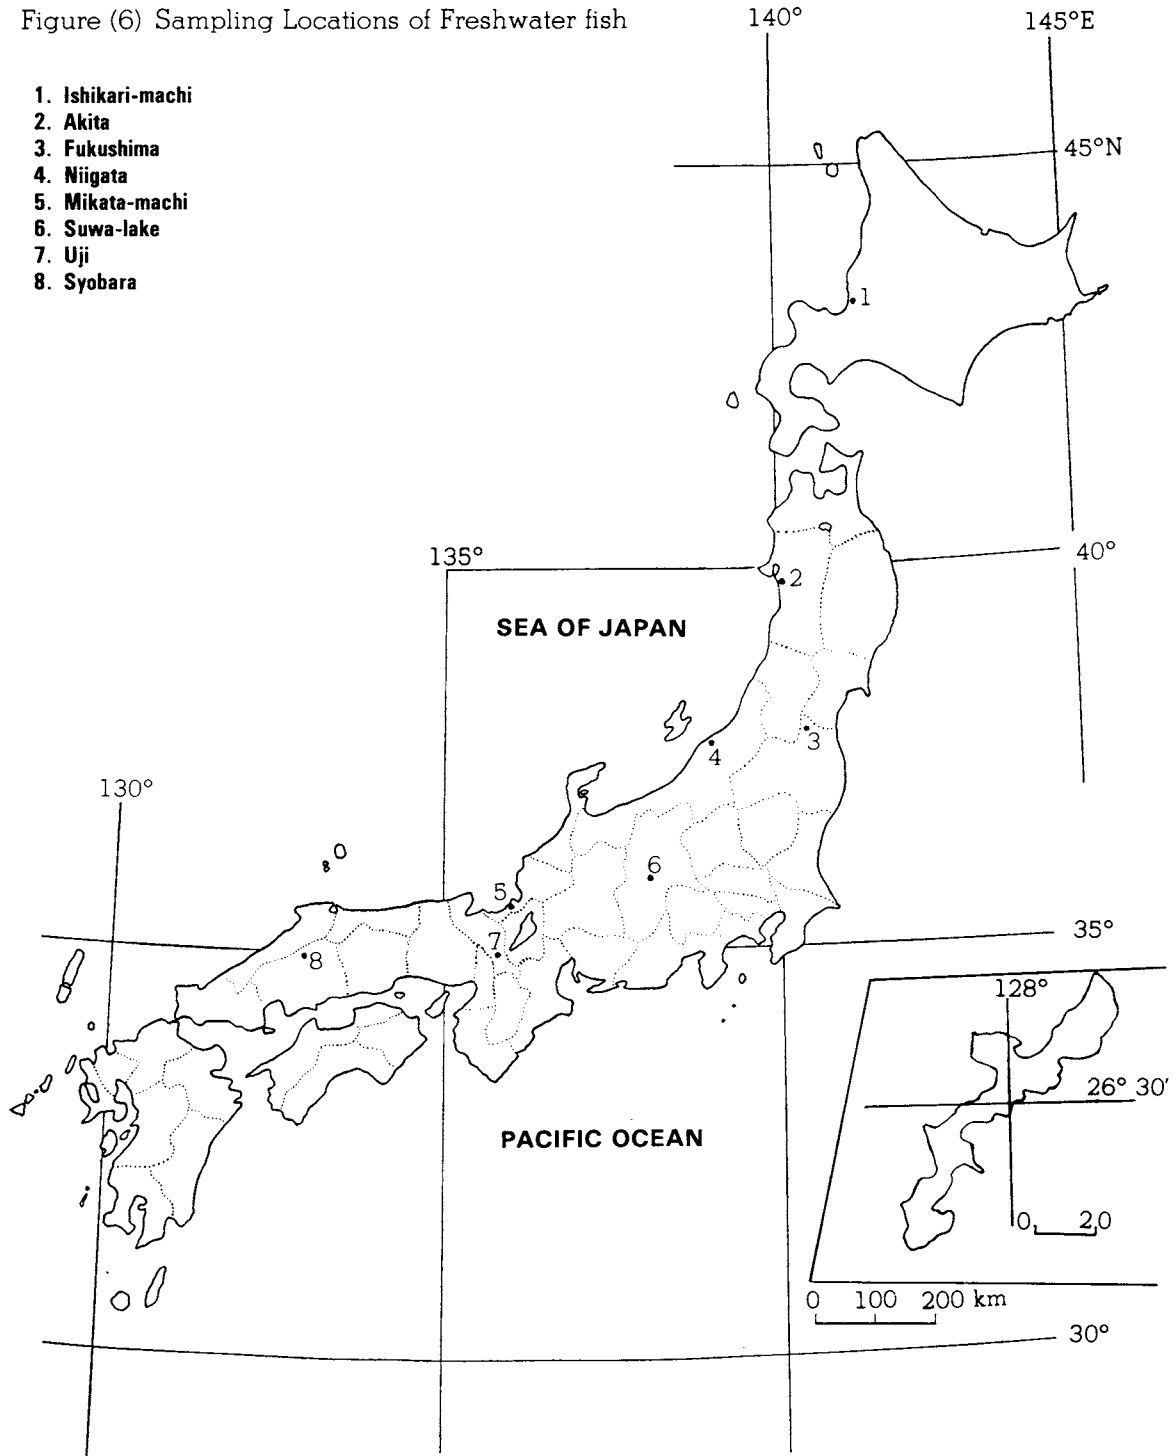 Figure (6) Sampling Locations of Freshwater fish
140°
145°E
1. Ishikari-machi
2. Akita
3. Fukushima
4. Niigata
5. Mikata-machi
6. Suwa-lake
7. Uji
8. Syobara
45°N
1
135°
40°
2
SEA OF JAPAN
3
4
130°
6
5
35°
7
8
128°
26° 30'
PACIFIC OCEAN
0 20
0 100 200 km
30°